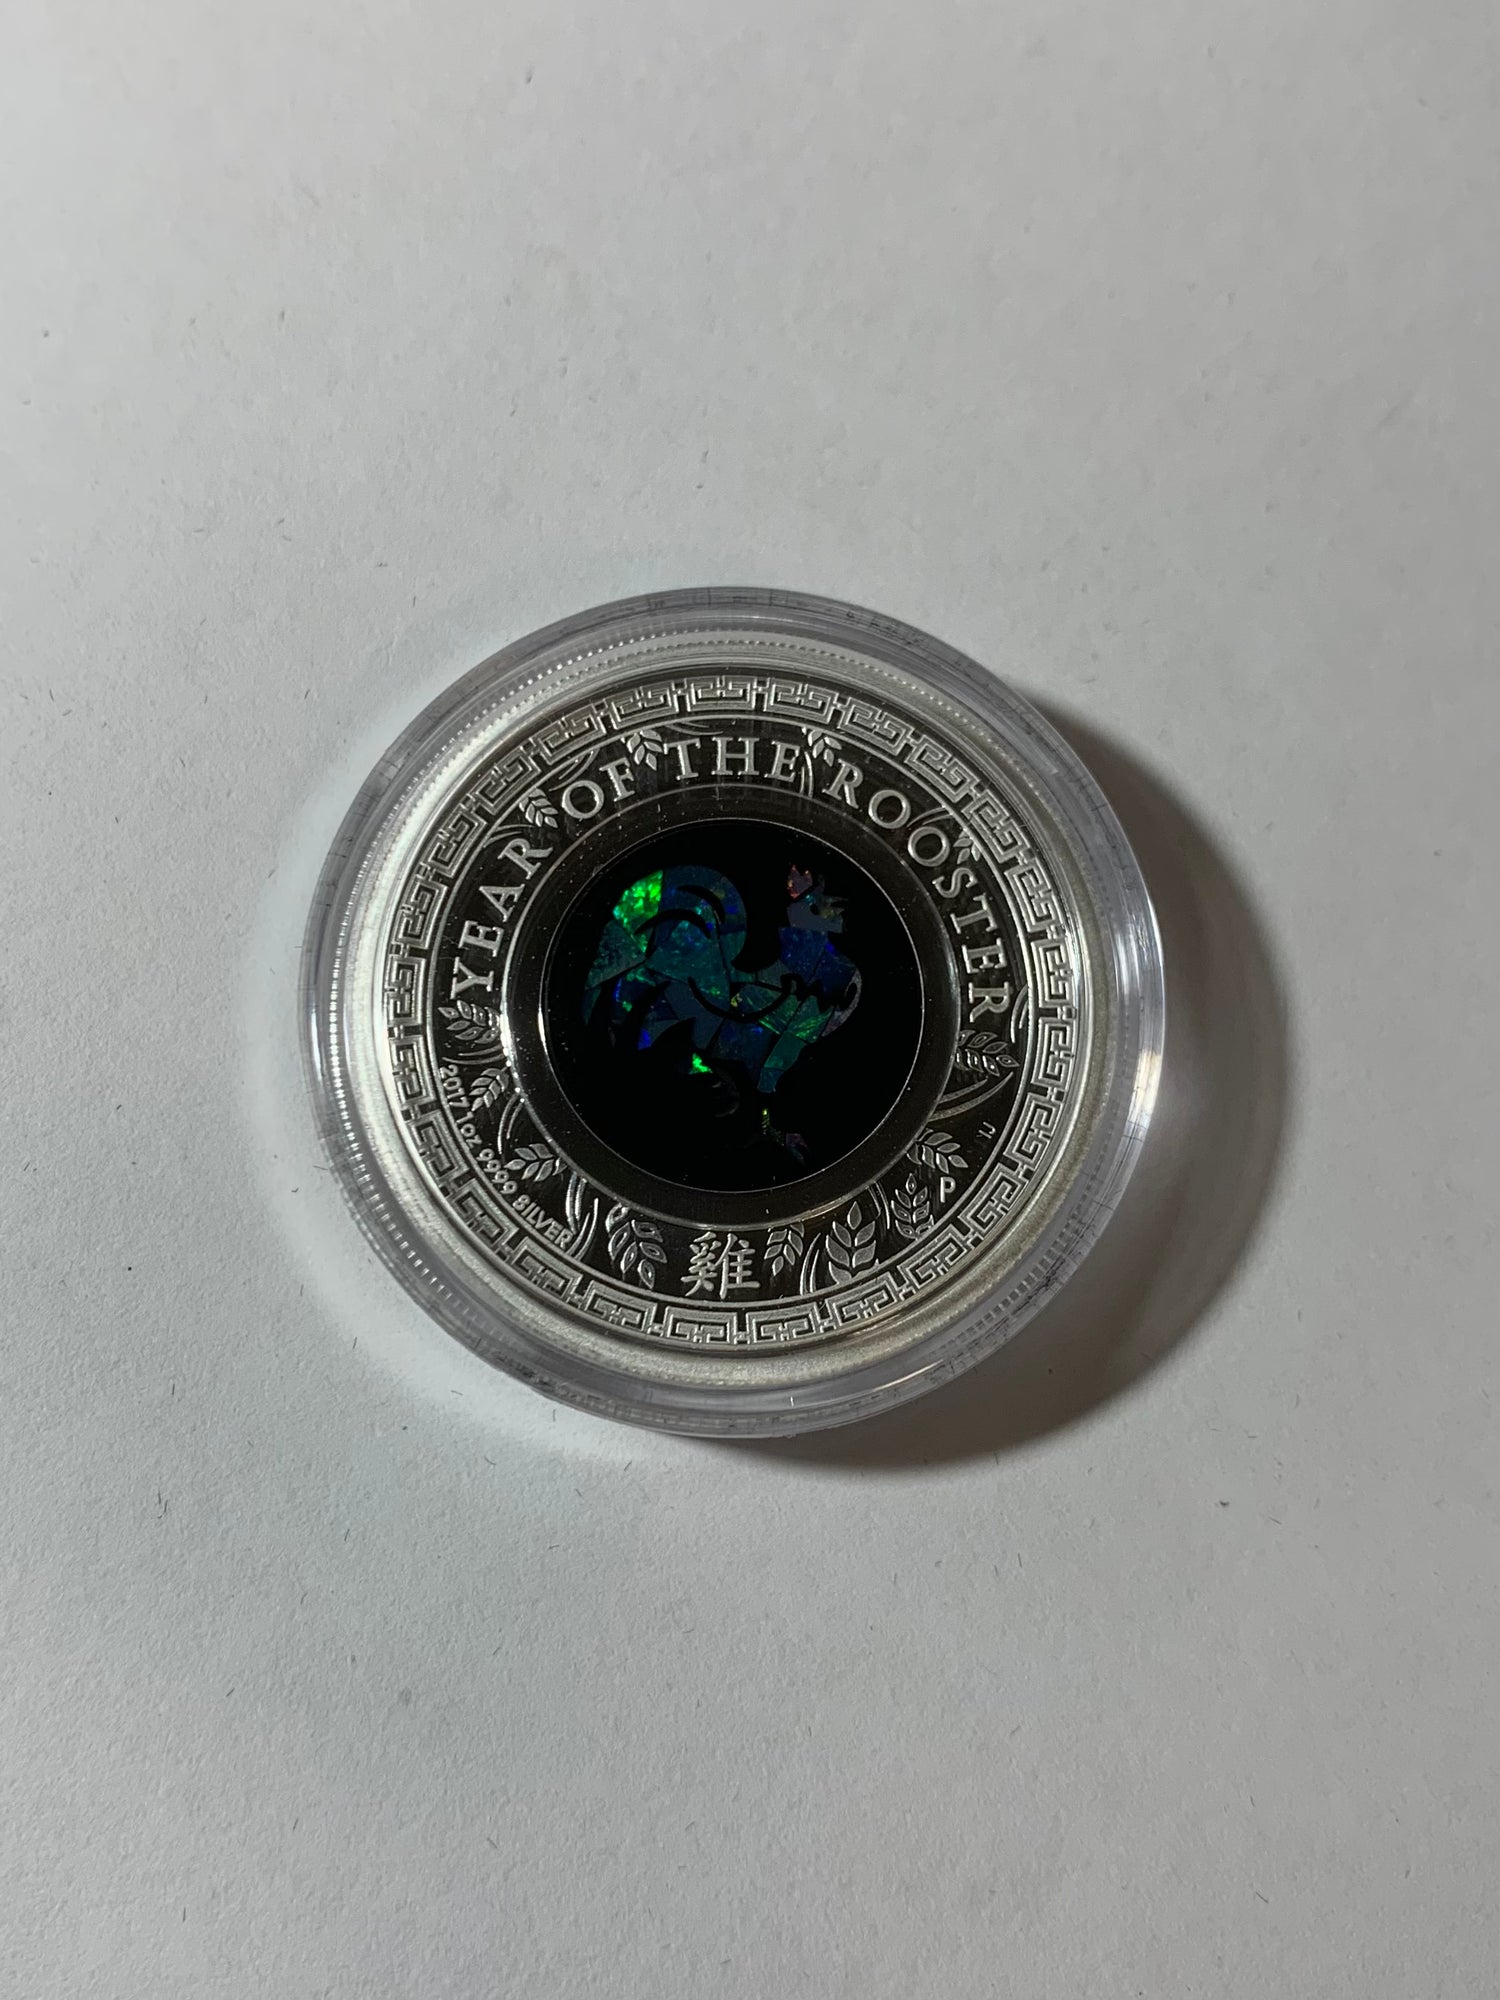 YEAR OF THE ROOSTER
2017 1oz 9999 SILVER
雞
P